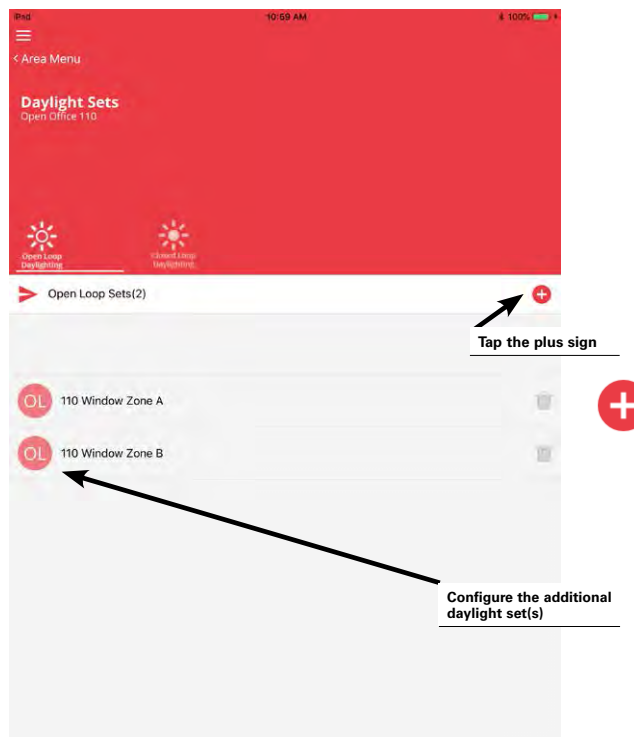 iPad 10:59 AM 100%
< Area Menu
Daylight Sets
Open Office 110
Open Loop
Daylighting
Closed Loop
Daylighting
Open Loop Sets(2)
Tap the plus sign
OL 110 Window Zone A
OL 110 Window Zone B
Configure the additional
daylight set(s)